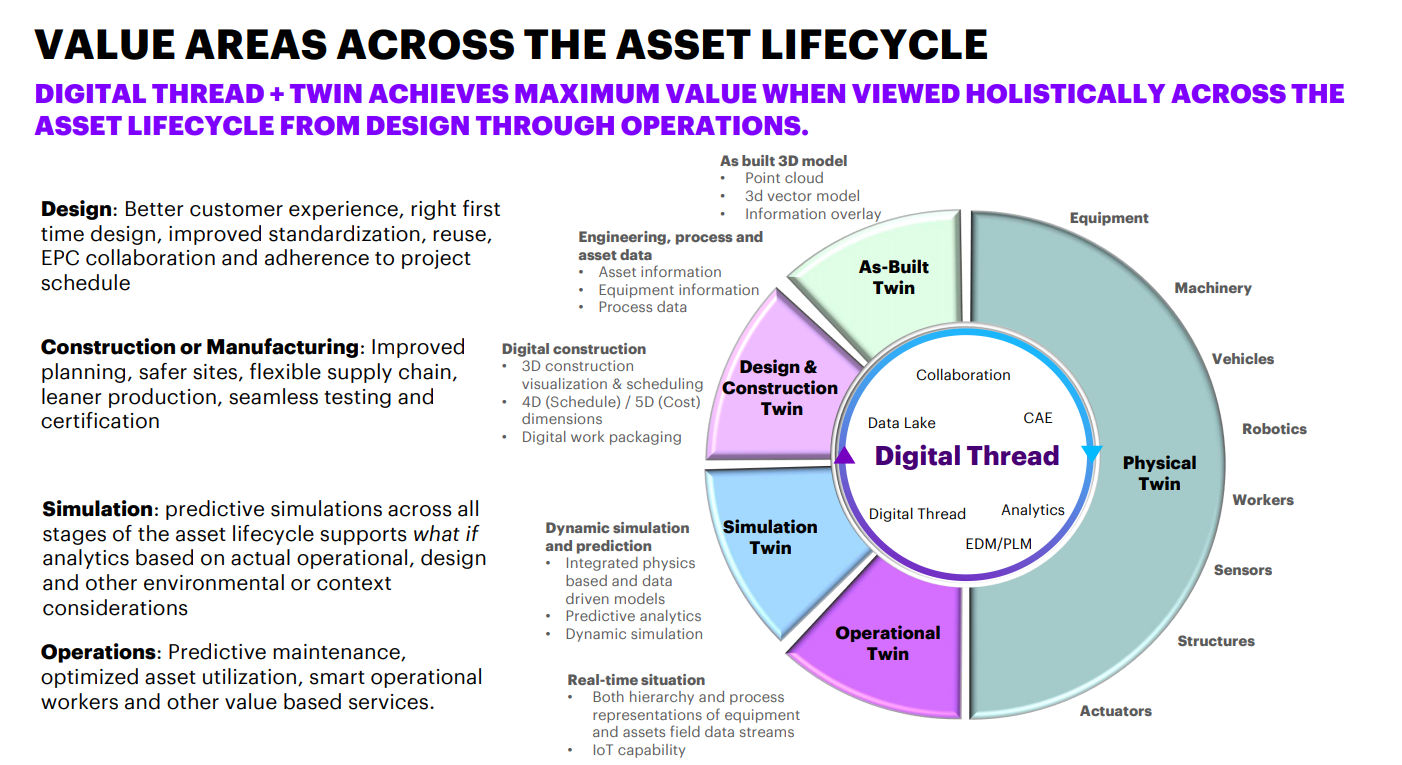 VALUE AREAS ACROSS THE ASSET LIFECYCLE
DIGITAL THREAD + TWIN ACHIEVES MAXIMUM VALUE WHEN VIEWED HOLISTICALLY ACROSS THE
ASSET LIFECYCLE FROM DESIGN THROUGH OPERATIONS.
Design: Better customer experience, right first
time design, improved standardization, reuse,
EPC collaboration and adherence to project
schedule
Construction or Manufacturing: Improved
planning, safer sites, flexible supply chain,
leaner production, seamless testing and
certification
Simulation: predictive simulations across all
stages of the asset lifecycle supports what if
analytics based on actual operational, design
and other environmental or context
considerations
Operations: Predictive maintenance,
optimized asset utilization, smart operational
workers and other value based services.
As built 3D model
• Point cloud
• 3d vector model
• Information overlay
Engineering, process and
asset data
• Asset information
• Equipment information
• Process data
Digital construction
• 3D construction
visualization & scheduling
• 4D (Schedule) / 5D (Cost)
dimensions
• Digital work packaging
Dynamic simulation
and prediction
• Integrated physics
based and data
driven models
• Predictive analytics
• Dynamic simulation
Real-time situation
• Both hierarchy and process
representations of equipment
and assets field data streams
• IoT capability
As-Built
Twin
Design &
Construction
Twin
Simulation
Twin
Operational
Twin
Physical
Twin
Collaboration
Data Lake
CAE
Digital Thread
Digital Thread
Analytics
EDM/PLM
Equipment
Machinery
Vehicles
Robotics
Workers
Sensors
Structures
Actuators